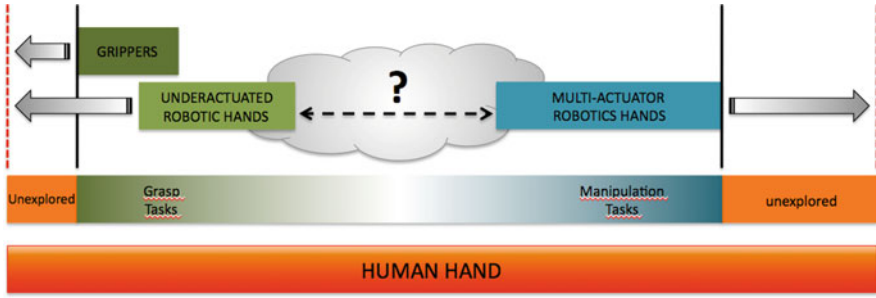 GRIPPERS
UNDERACTUATED
ROBOTIC HANDS
?
MULTI-ACTUATOR
ROBOTICS HANDS
Unexplored
Grasp
Tasks
Manipulation
Tasks
unexplored
HUMAN HAND